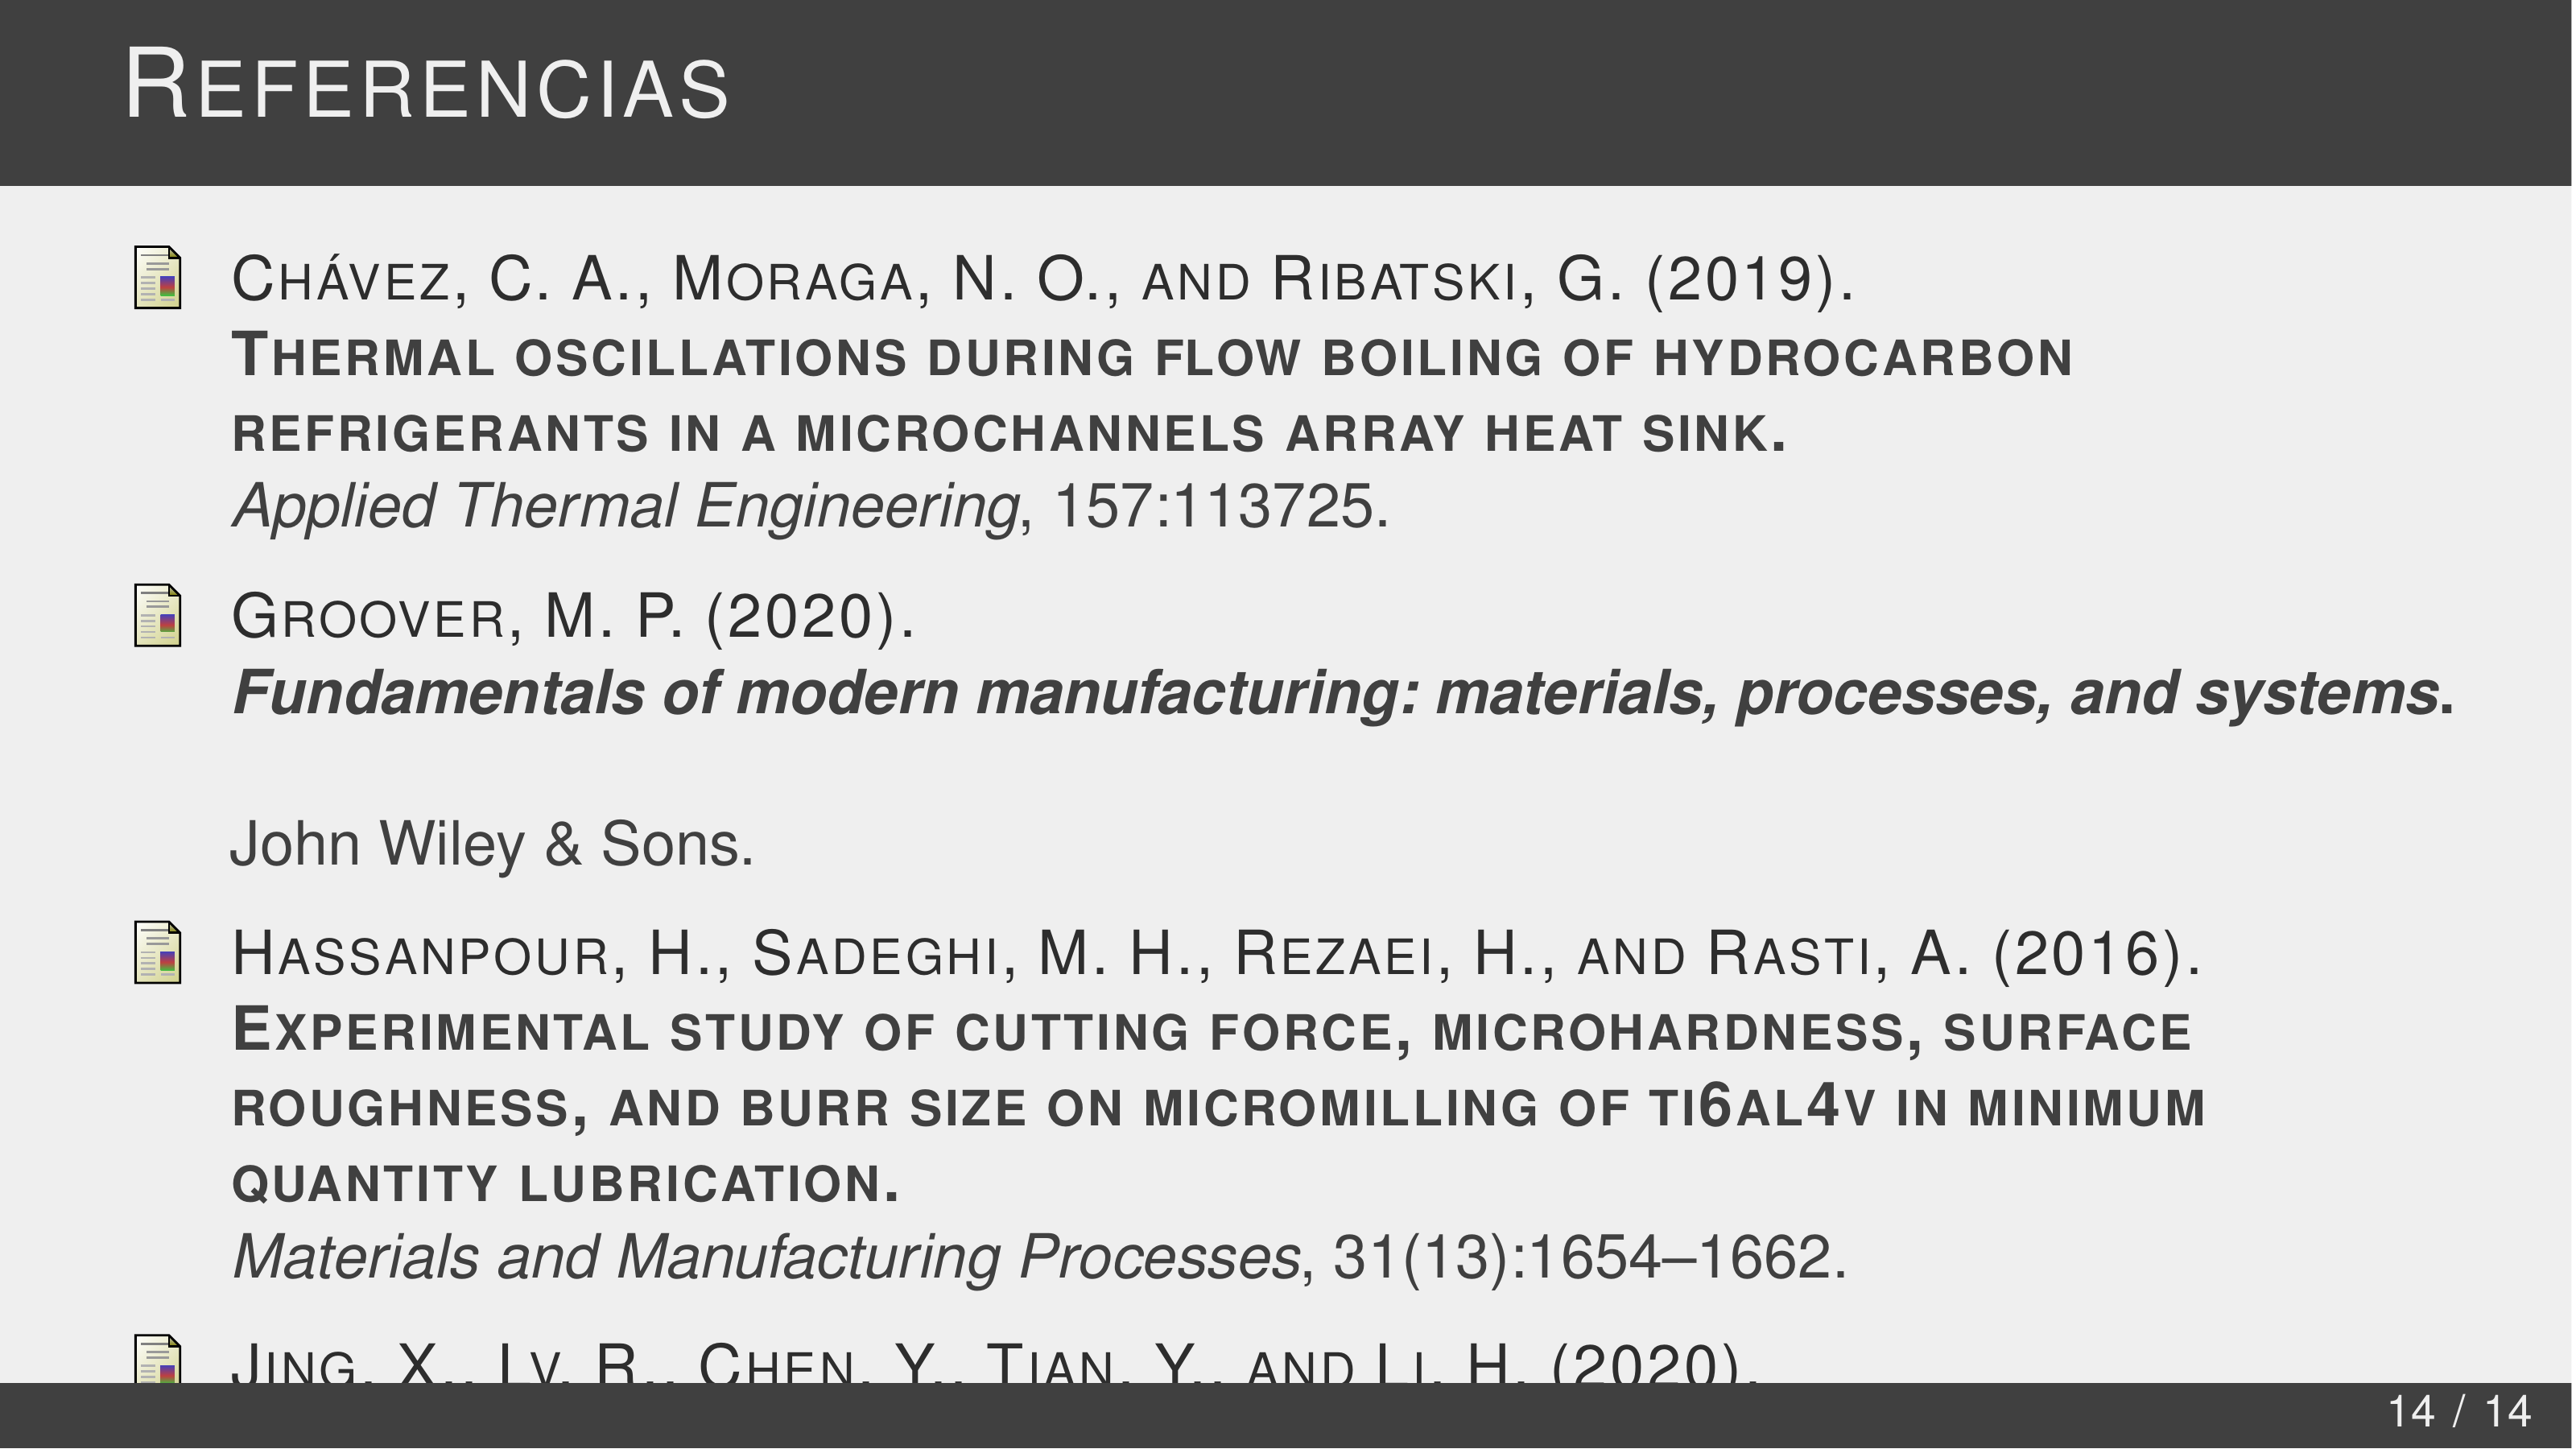 Referencias
Chávez, C. A., Moraga, N. O., and Ribatski, G. (2019).
Thermal oscillations during flow boiling of hydrocarbon
refrigerants in a microchannels array heat sink.
Applied Thermal Engineering, 157:113725.
Groover, M. P. (2020).
Fundamentals of modern manufacturing: materials, processes, and systems.
John Wiley & Sons.
Hassanpour, H., Sadeghi, M. H., Rezaei, H., and Rasti, A. (2016).
Experimental study of cutting force, microhardness, surface
roughness, and burr size on micromilling of ti6al4v in minimum
quantity lubrication.
Materials and Manufacturing Processes, 31(13):1654–1662.
Jing, X., Lv, R., Chen, Y., Tian, Y., and Li, H. (2020).
14 / 14